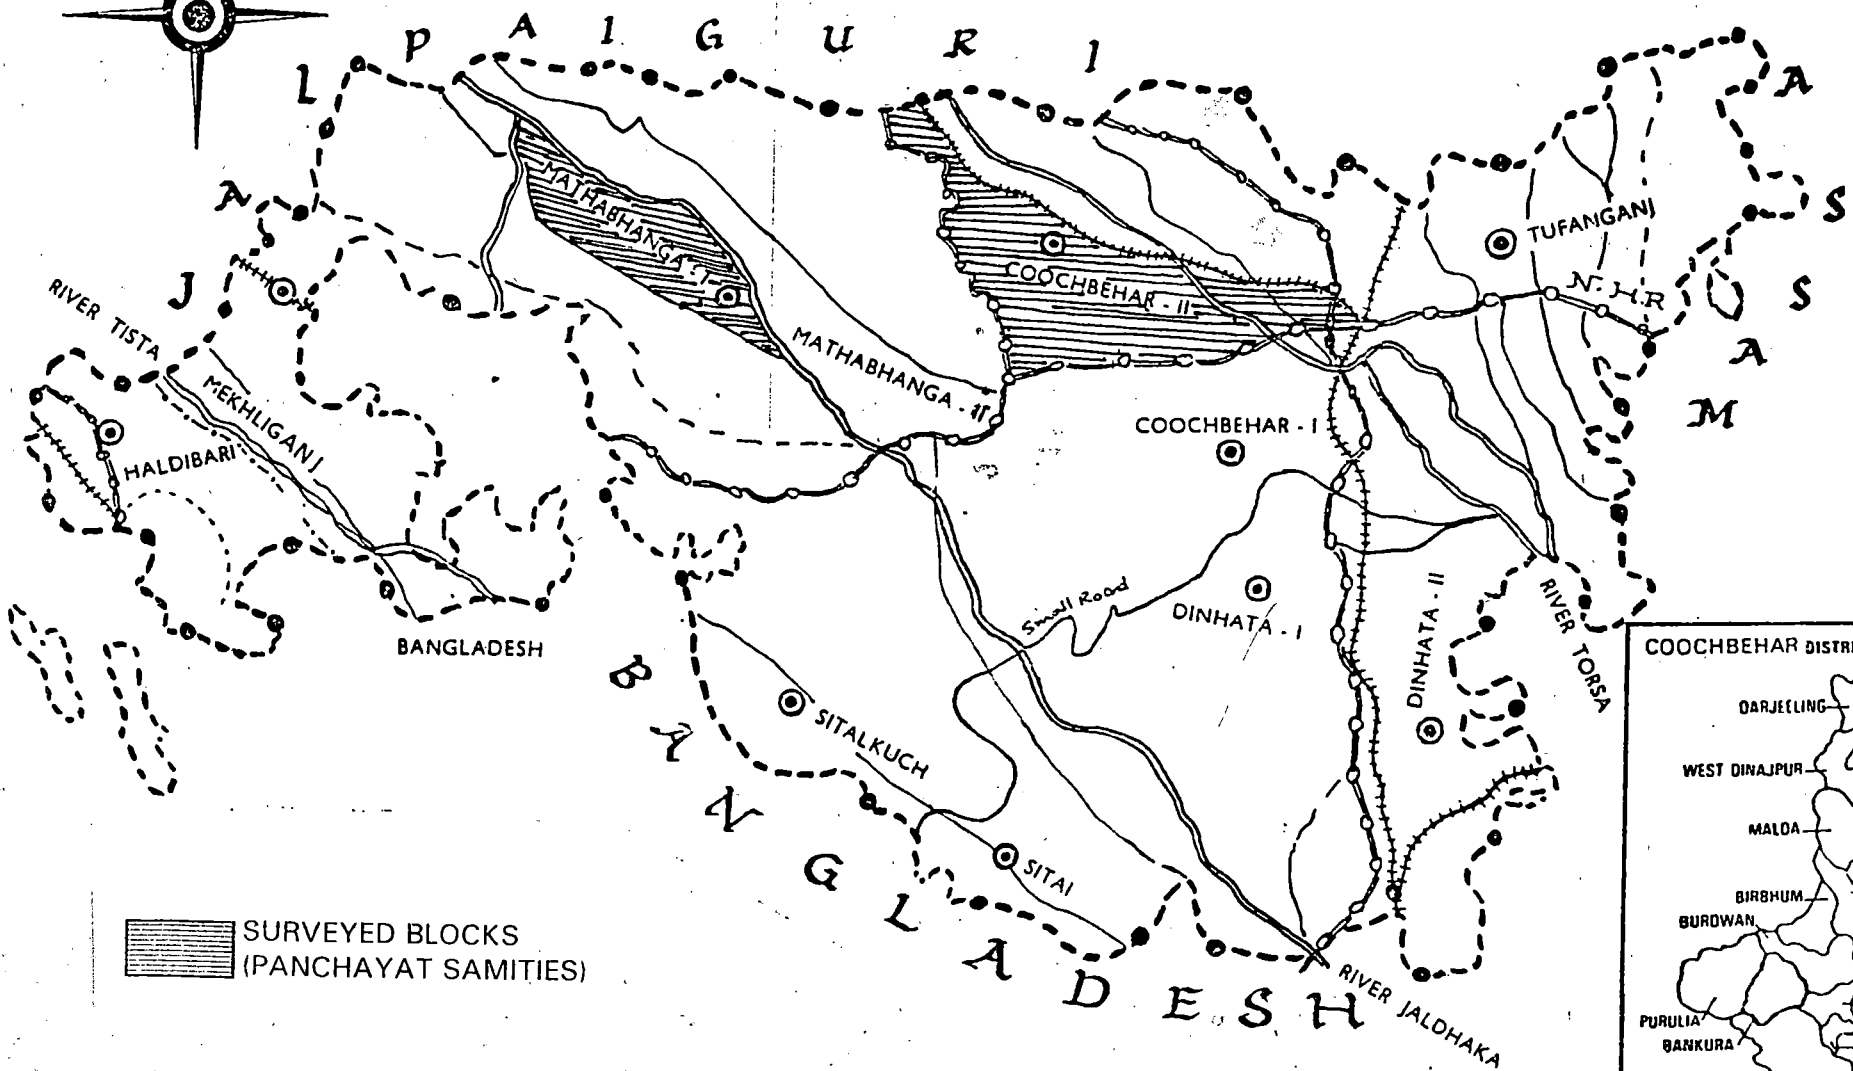 JALPAIGURI
ASSAM
BANGLADESH
RIVER TISTA
MEKHLIGANJ
HALDIBARI
BANGLADESH
MATHABHANGA - I
MATHABHANGA - II
COOCHBEHAR - II
TUFANGANJ
N.H.R
COOCHBEHAR - I
Small Road
DINHATA - I
DINHATA - II
RIVER TORSA
SITALKUCH
SITAI
RIVER JALDHAKA
SURVEYED BLOCKS
(PANCHAYAT SAMITIES)
COOCHBEHAR DISTRI
DARJEELING
WEST DINAJPUR
MALDA
BIRBHUM
BURDWAN
PURULIA
BANKURA